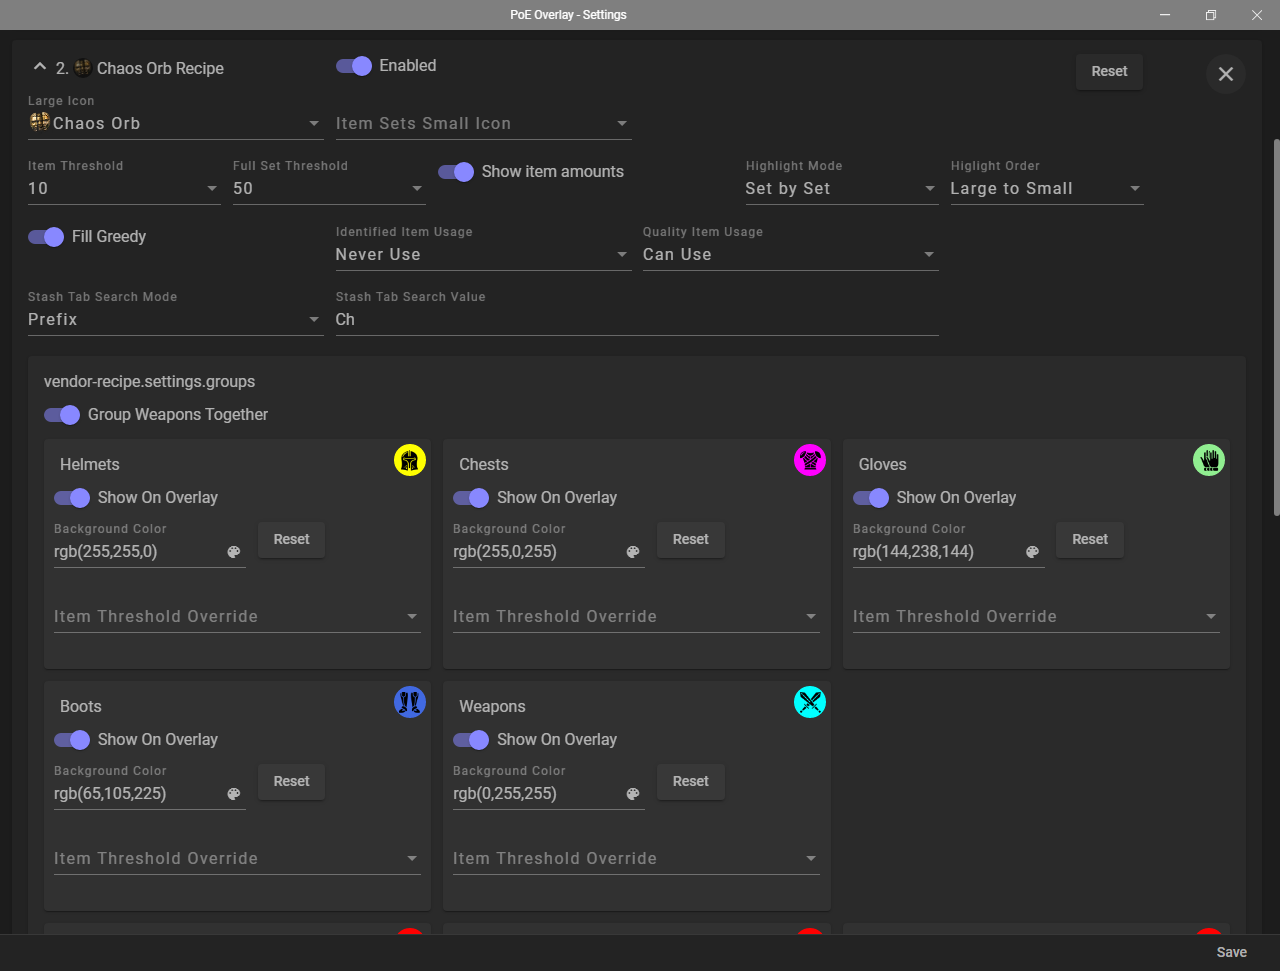 PoE Overlay - Settings
2. Chaos Orb Recipe
Enabled
Reset
Large Icon
Chaos Orb
Item Sets Small Icon
Item Threshold
10
Full Set Threshold
50
Show item amounts
Highlight Mode
Set by Set
Higlight Order
Large to Small
Fill Greedy
Identified Item Usage
Never Use
Quality Item Usage
Can Use
Stash Tab Search Mode
Prefix
Stash Tab Search Value
Ch
vendor-recipe.settings.groups
Group Weapons Together
Helmets
Show On Overlay
Background Color
rgb(255,255,0)
Reset
Item Threshold Override
Chests
Show On Overlay
Background Color
rgb(255,0,255)
Reset
Item Threshold Override
Gloves
Show On Overlay
Background Color
rgb(144,238,144)
Reset
Item Threshold Override
Boots
Show On Overlay
Background Color
rgb(65,105,225)
Reset
Item Threshold Override
Weapons
Show On Overlay
Background Color
rgb(0,255,255)
Reset
Item Threshold Override
Save